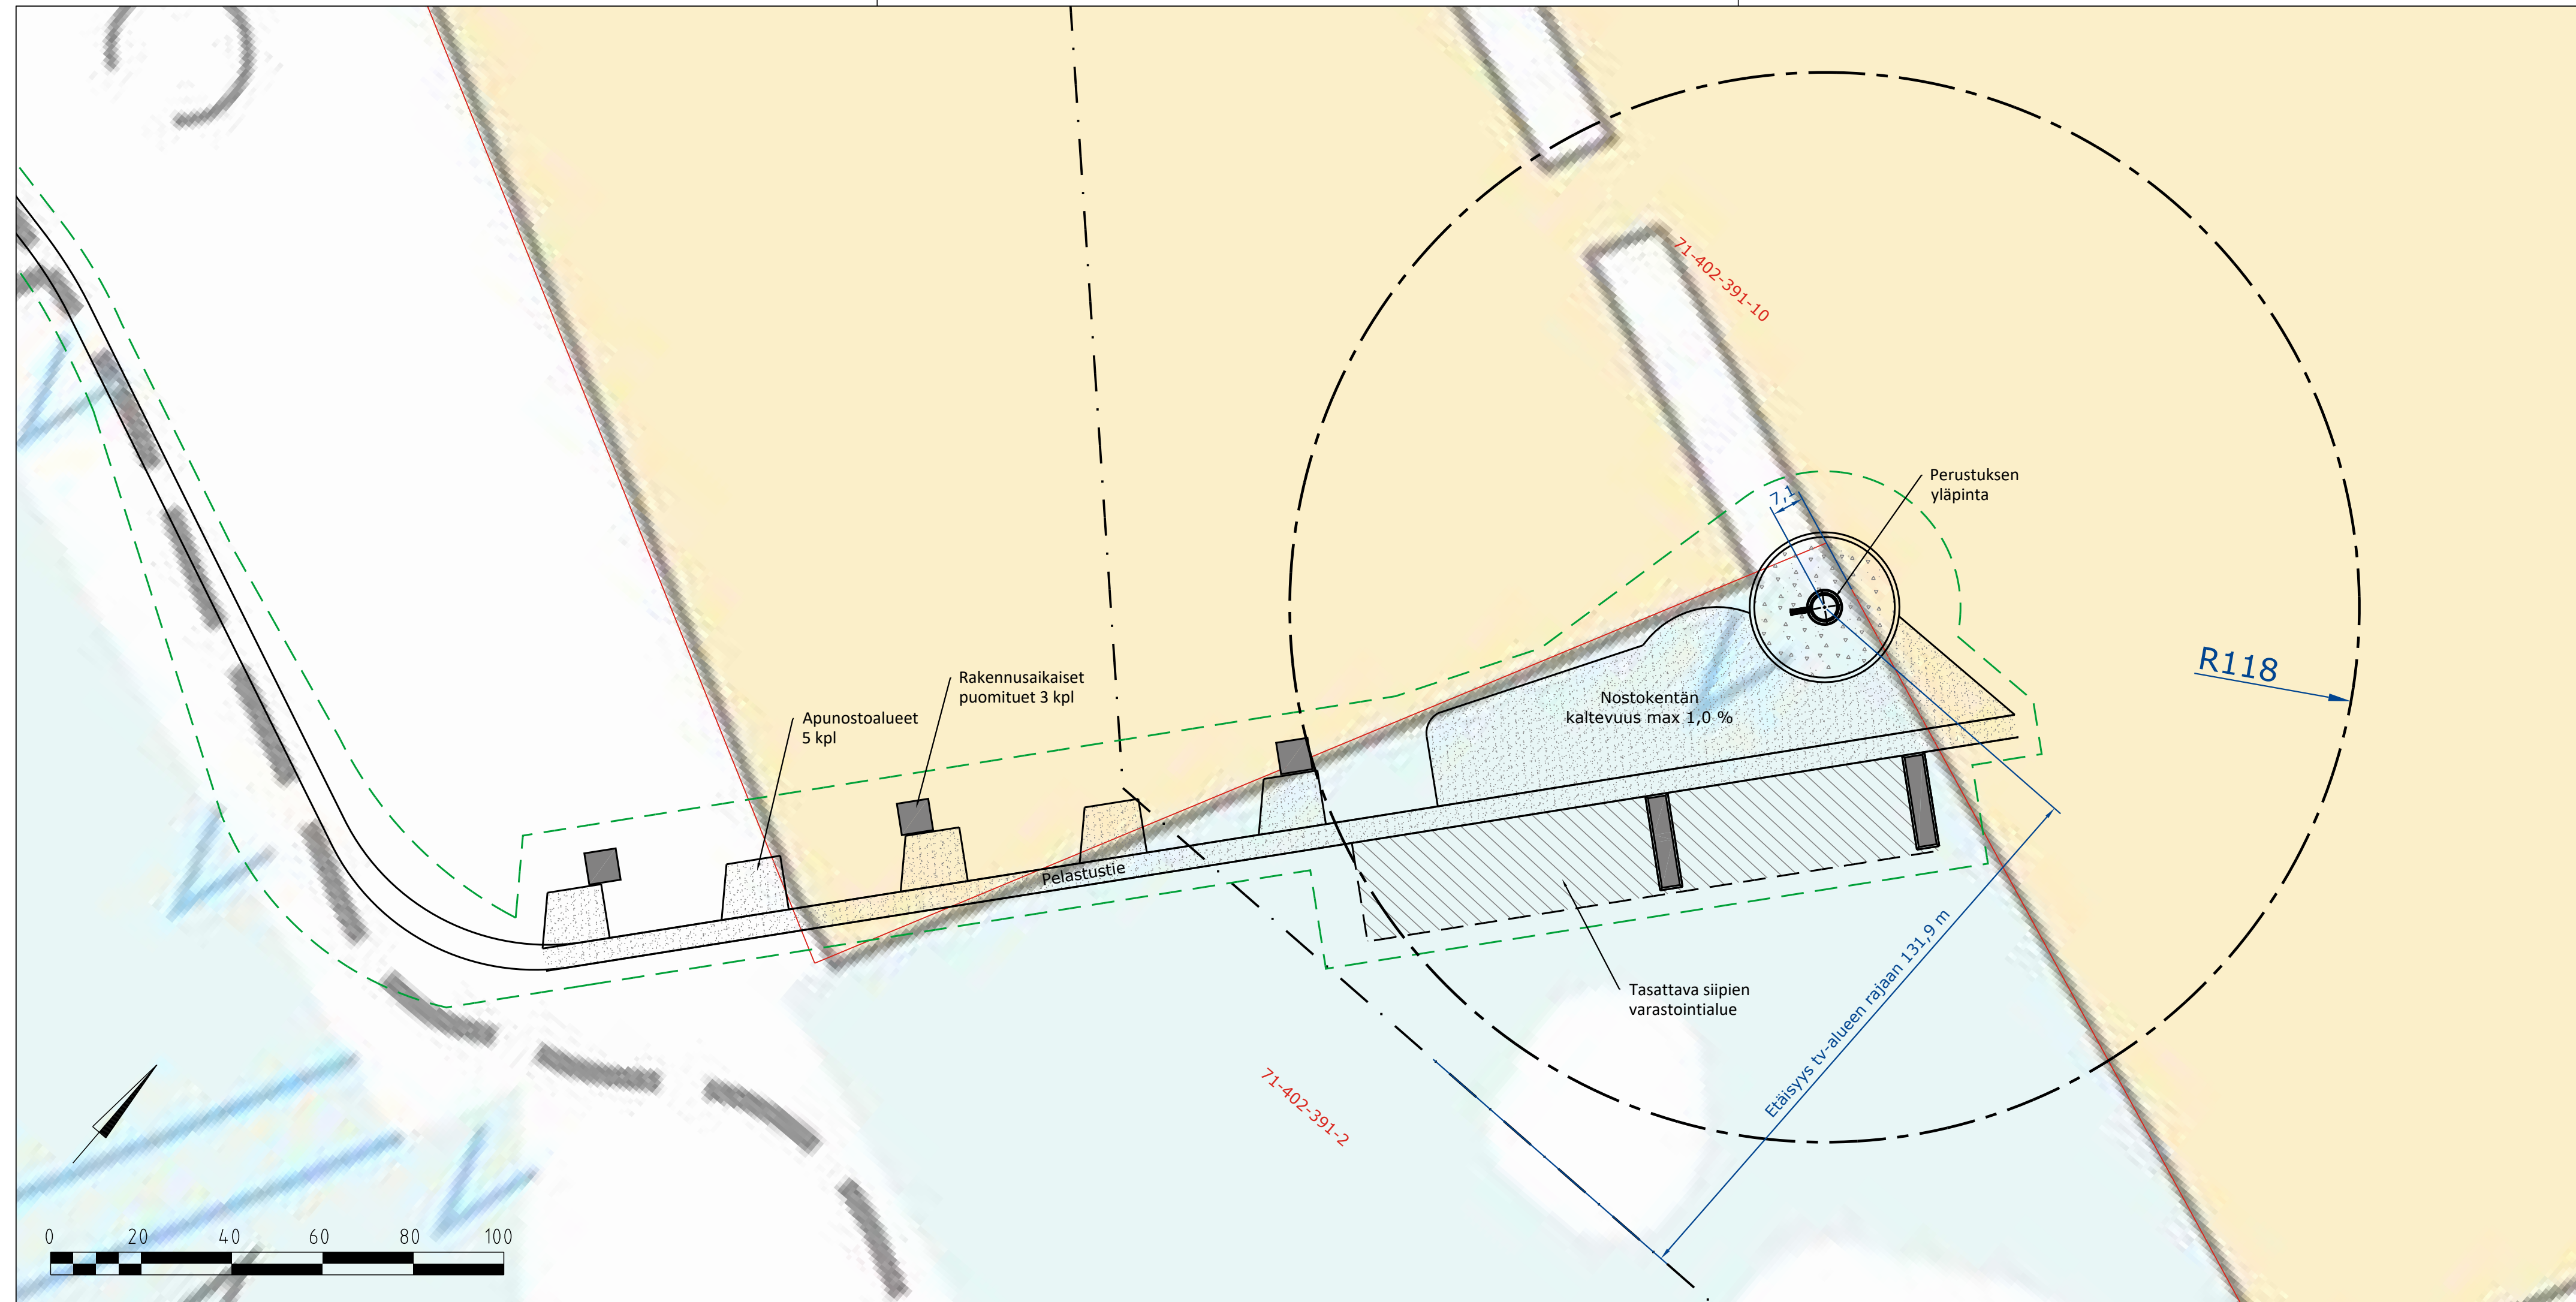 71-402-391-10
Perustuksen
yläpinta
7,1
R118
Rakennusaikaiset
puomituet 3 kpl
Apunostoalueet
5 kpl
Nostokentän
kaltevuus max 1,0 %
Pelastustie
Tasattava siipien
varastointialue
Etäisyys tv-alueen rajaan 131,9 m
71-402-391-2
0 20 40 60 80 100